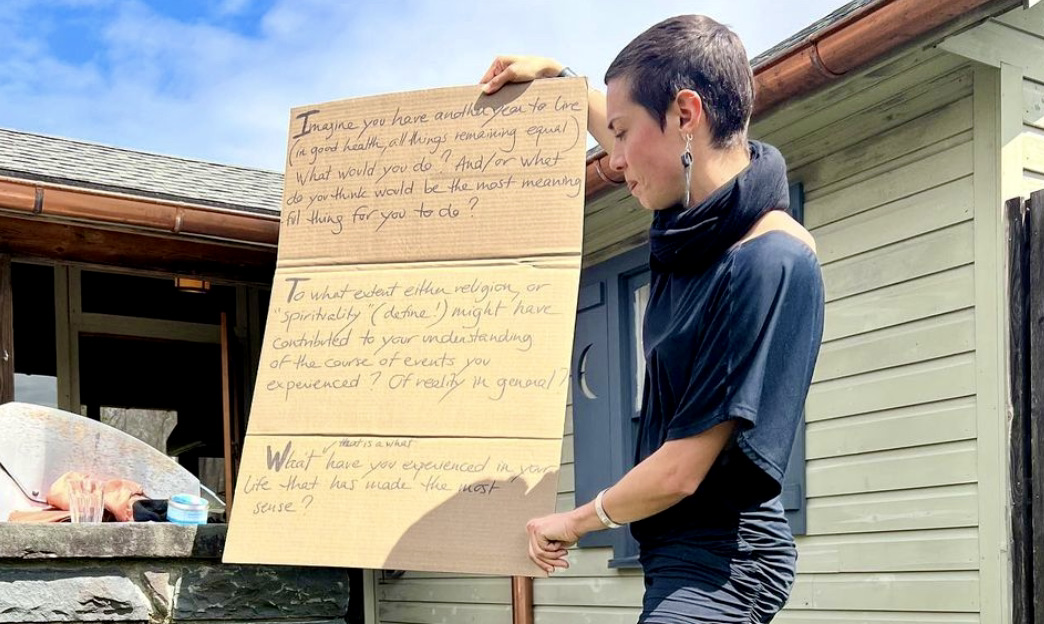 Imagine you have another year to live
(in good health, all things remaining equal)
What would you do? And/or what
do you think would be the most meaning
ful thing for you to do?
To what extent either religion, or
"spirituality" (define!) might have
contributed to your understanding
of the course of events you
experienced? Of reality in general?
that is a what
"What" have you experienced in your
life that has made the most
sense?